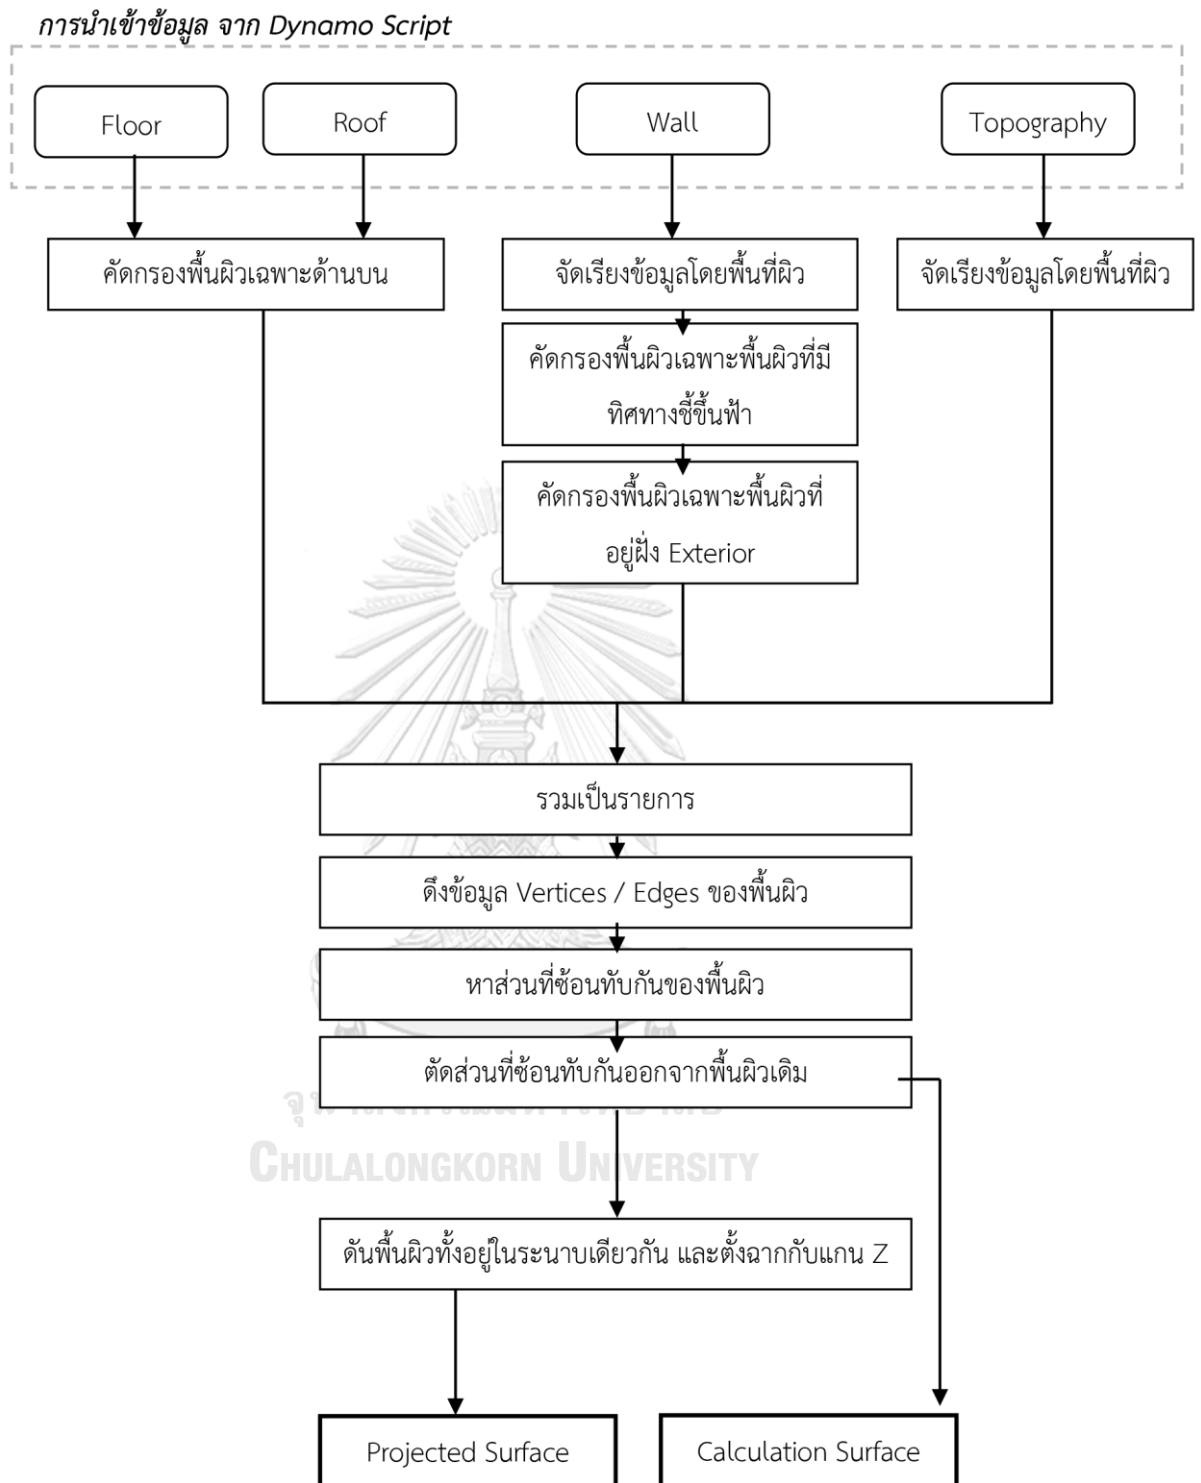 การนำเข้าข้อมูล จาก Dynamo Script
Floor
Roof
Wall
Topography
คัดกรองพื้นผิวเฉพาะด้านบน
จัดเรียงข้อมูลโดยพื้นที่ผิว
จัดเรียงข้อมูลโดยพื้นที่ผิว
คัดกรองพื้นผิวเฉพาะพื้นผิวที่มี
ทิศทางชี้ขึ้นฟ้า
คัดกรองพื้นผิวเฉพาะพื้นผิวที่
อยู่ฝั่ง Exterior
รวมเป็นรายการ
ดึงข้อมูล Vertices / Edges ของพื้นผิว
หาส่วนที่ซ้อนทับกันของพื้นผิว
ตัดส่วนที่ซ้อนทับกันออกจากพื้นผิวเดิม
CHULALONGKORN UNIVERSITY
ดันพื้นผิวทั้งอยู่ในระนาบเดียวกัน และตั้งฉากกับแกน Z
Projected Surface
Calculation Surface